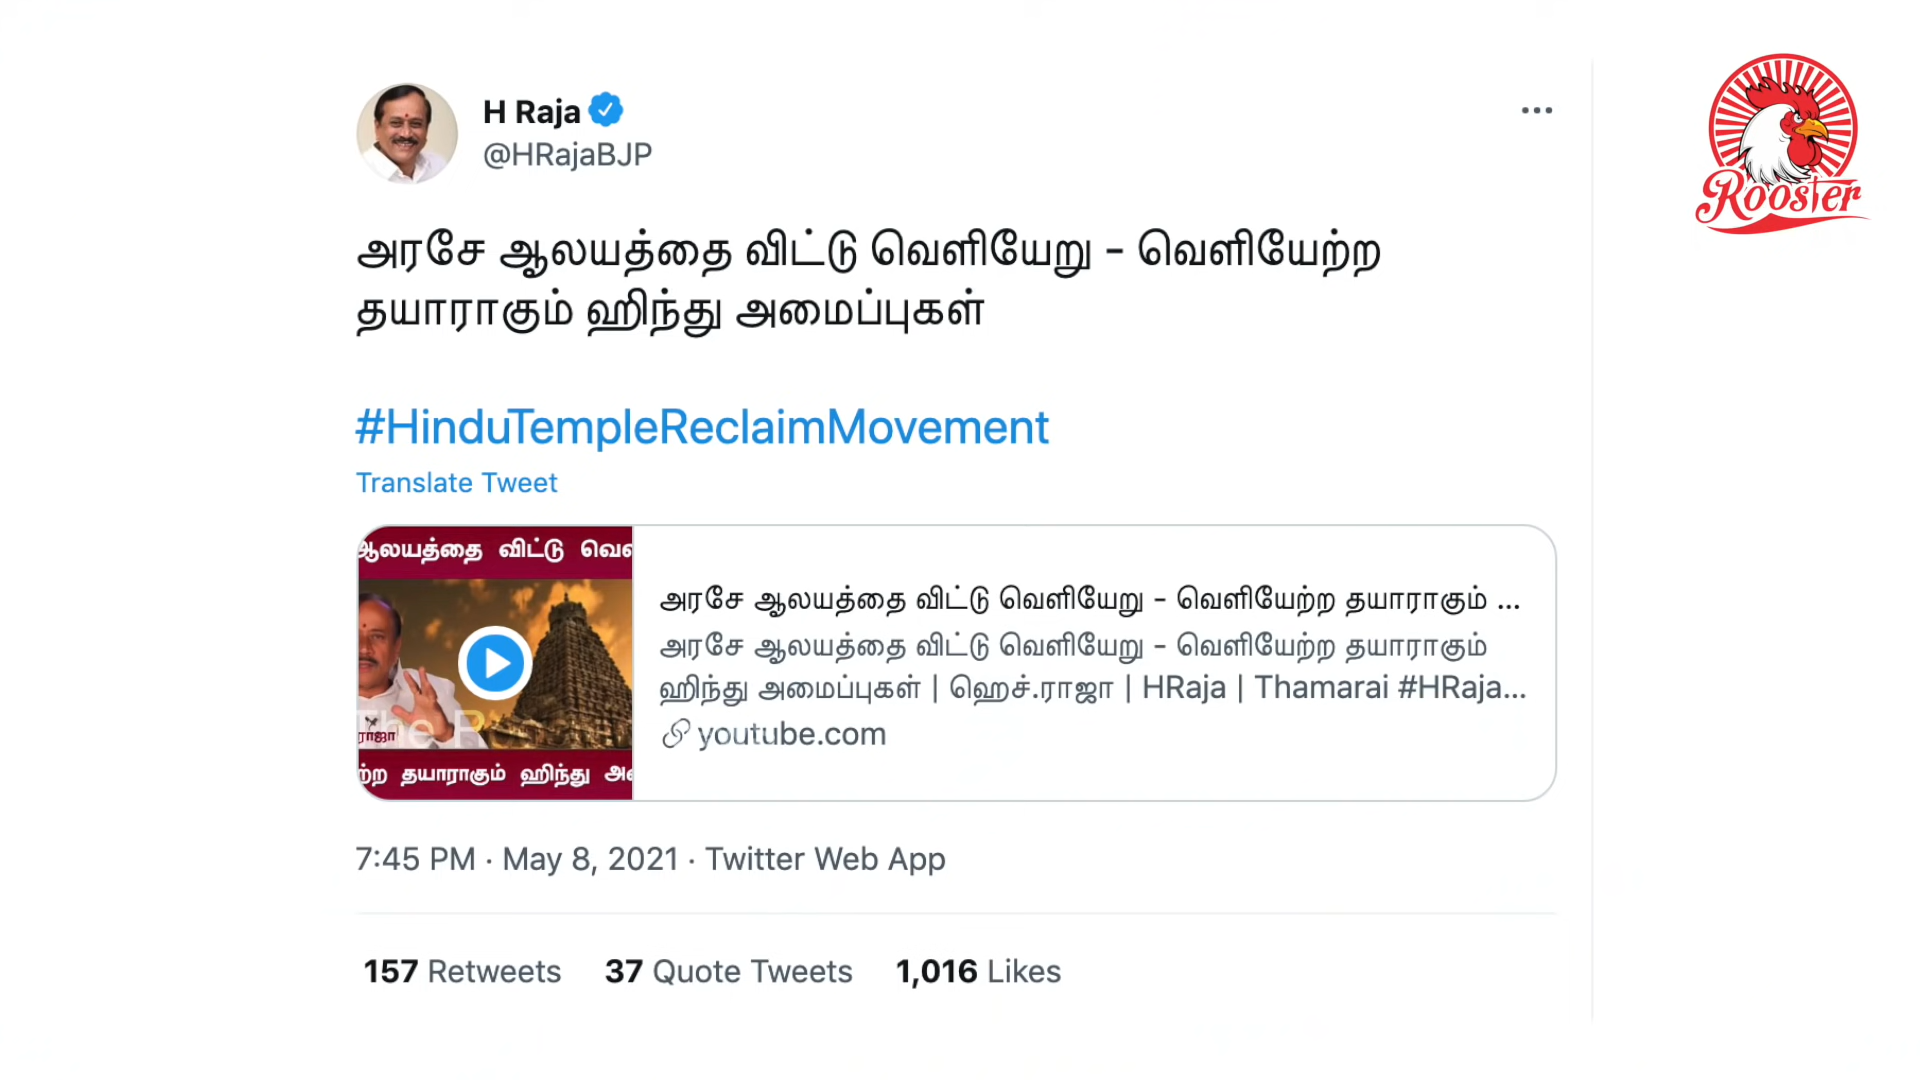 H Raja
@HRajaBJP
Rooster
அரசே ஆலயத்தை விட்டு வெளியேறு - வெளியேற்ற
தயாராகும் ஹிந்து அமைப்புகள்
#HinduTempleReclaimMovement
Translate Tweet
ஆலயத்தை விட்டு வெ
ராஜா
ற்ற தயாராகும் ஹிந்து அ
அரசே ஆலயத்தை விட்டு வெளியேறு - வெளியேற்ற தயாராகும் ...
அரசே ஆலயத்தை விட்டு வெளியேறு - வெளியேற்ற தயாராகும்
ஹிந்து அமைப்புகள் | ஹெச்.ராஜா | HRaja | Thamarai #HRaja...
youtube.com
7:45 PM · May 8, 2021 · Twitter Web App
157 Retweets 37 Quote Tweets 1,016 Likes